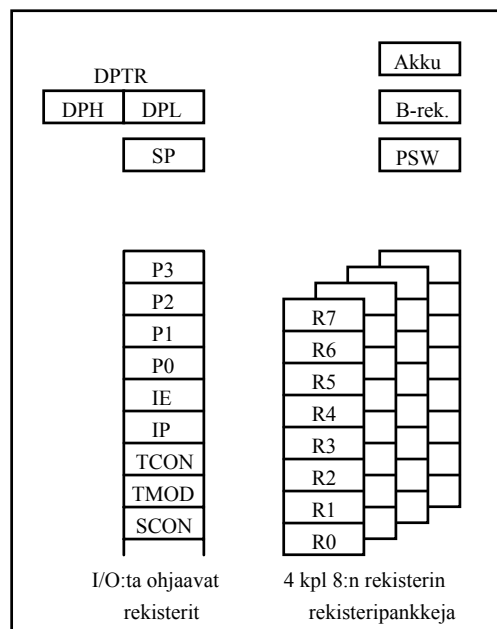 DPTR
DPH DPL
SP
Akku
B-rek.
PSW
P3
P2
P1
P0
IE
IP
TCON
TMOD
SCON
I/O:ta ohjaavat
rekisterit
R7
R6
R5
R4
R3
R2
R1
R0
4 kpl 8:n rekisterin
rekisteripankkeja